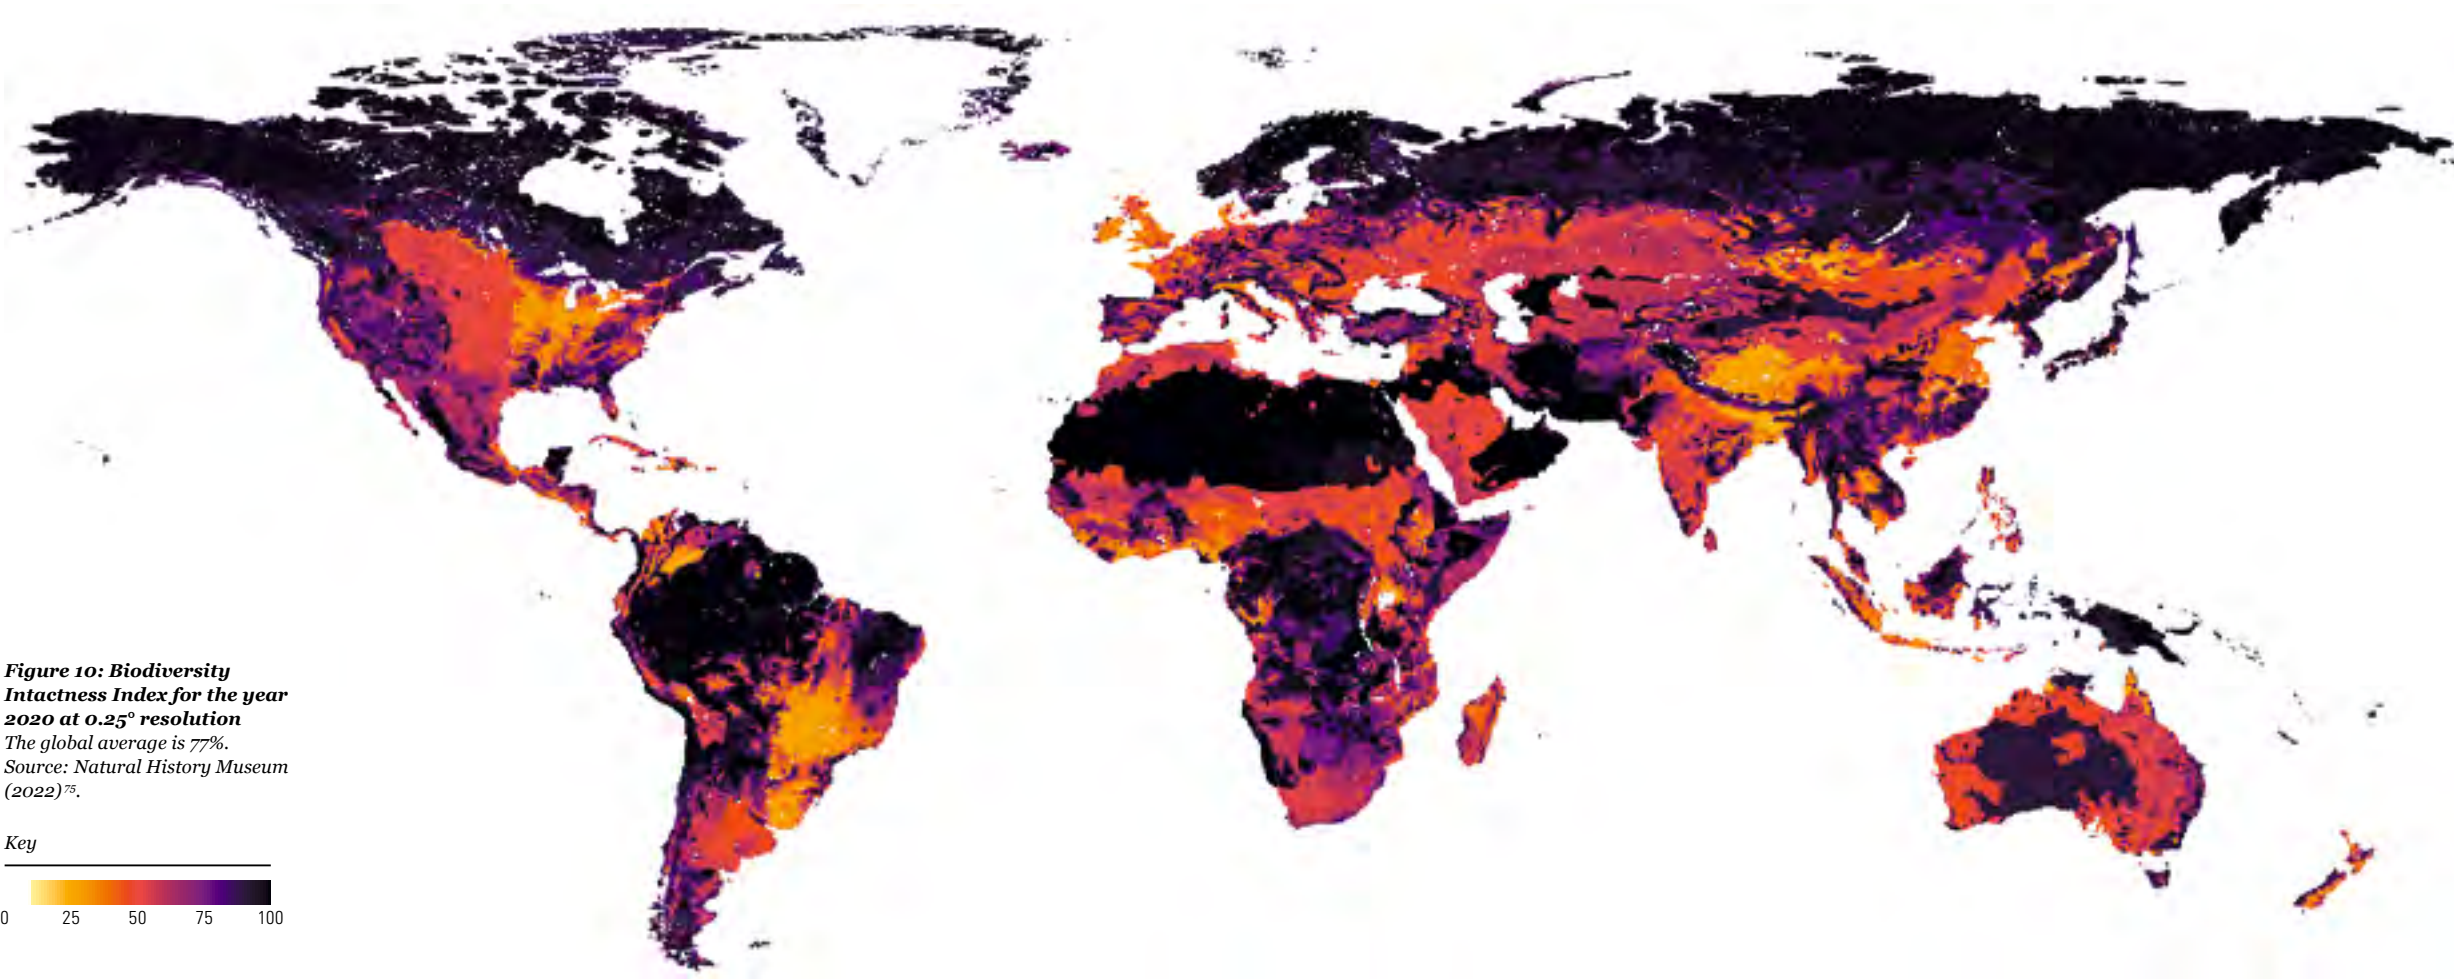 Figure 10: Biodiversity
Intactness Index for the year
2020 at 0.25° resolution
The global average is 77%.
Source: Natural History Museum
(2022)⁷⁵.
Key
0 25 50 75 100